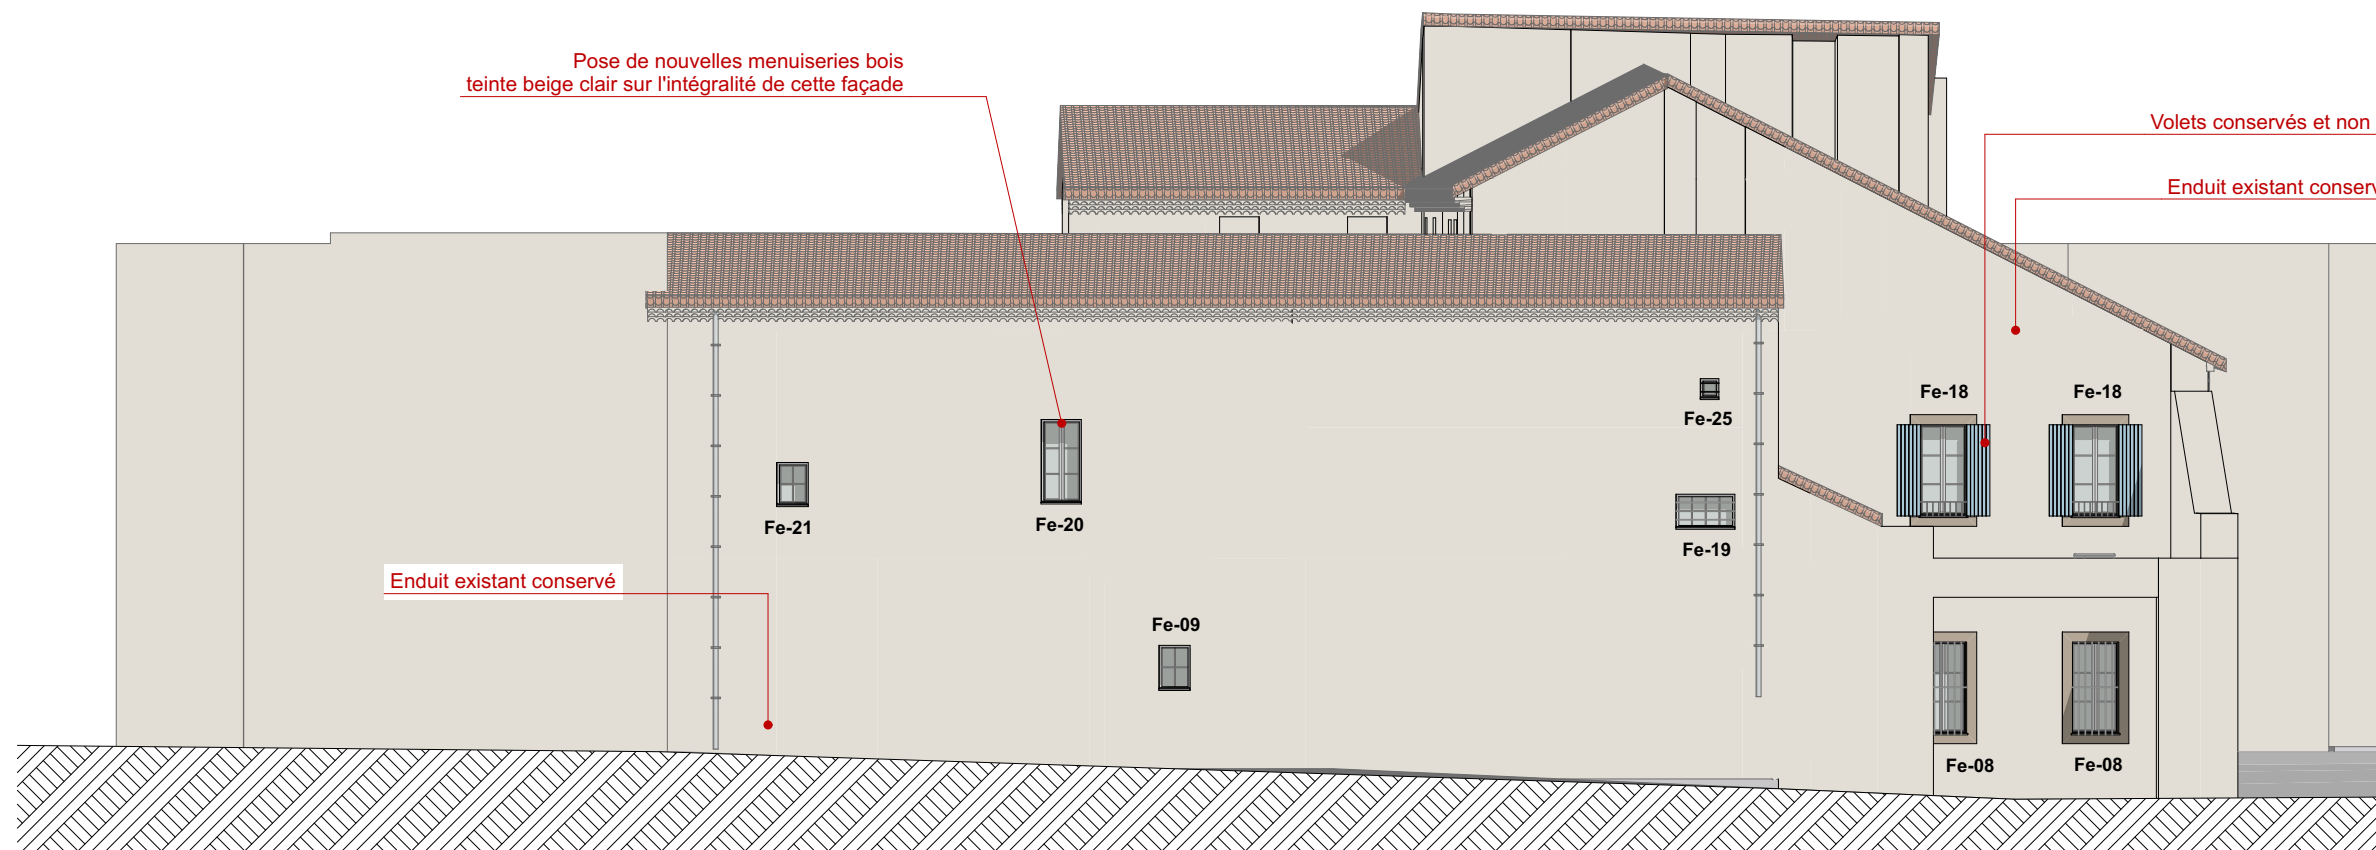 Pose de nouvelles menuiseries bois
teinte beige clair sur l'intégralité de cette façade
Volets conservés et non
Enduit existant conserv
Fe-18
Fe-18
Fe-25
Fe-21
Fe-20
Fe-19
Enduit existant conservé
Fe-09
Fe-08
Fe-08